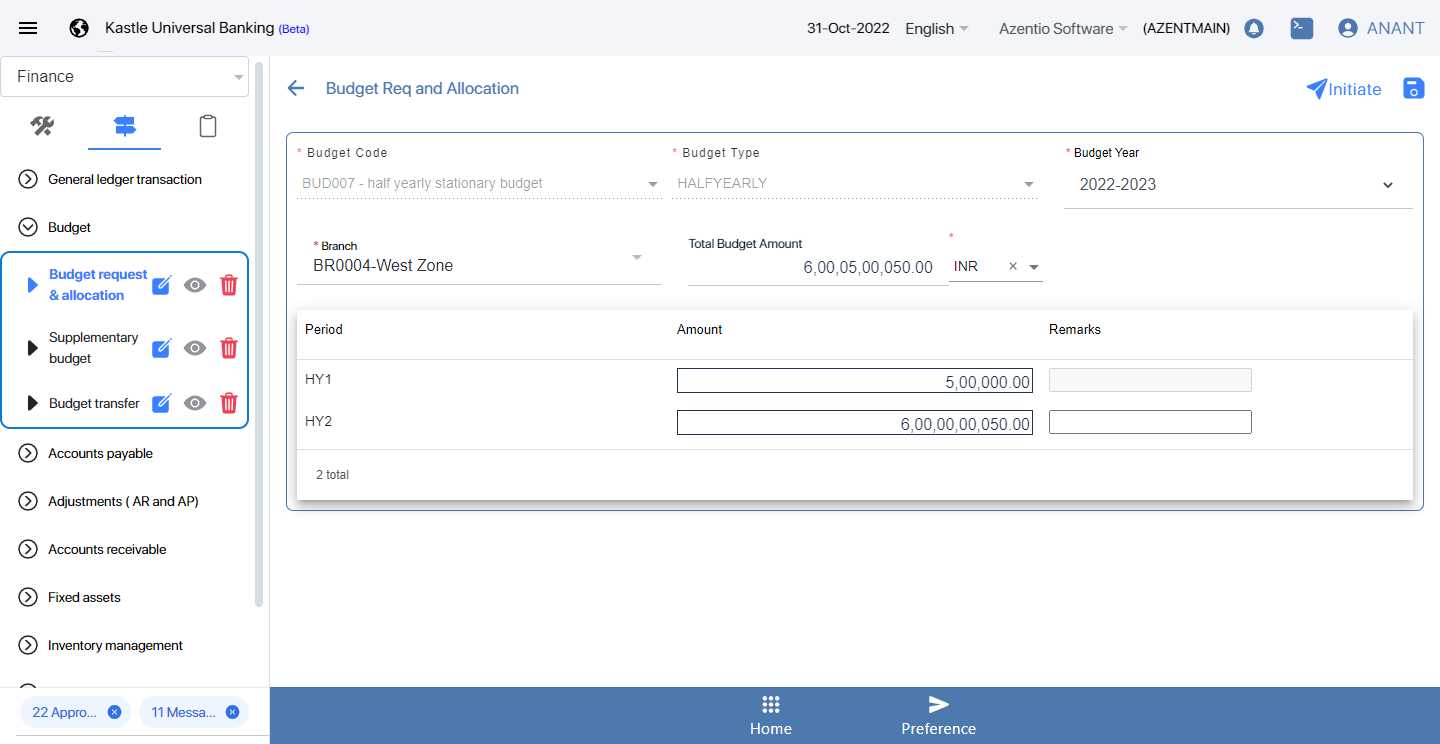 Kastle Universal Banking (Beta)
31-Oct-2022
English
Azentio Software
(AZENTMAIN)
ANANT
Finance
General ledger transaction
Budget
Budget request
& allocation
Supplementary
budget
Budget transfer
Accounts payable
Adjustments ( AR and AP)
Accounts receivable
Fixed assets
Inventory management
22 Appro...
11 Messa...
Budget Req and Allocation
Initiate
* Budget Code
* Budget Type
* Budget Year
BUD007 - half yearly stationary budget
HALFYEARLY
2022-2023
* Branch
Total Budget Amount
*
BR0004-West Zone
6,00,05,00,050.00
INR ×
Period Amount Remarks
HY1 5,00,000.00
HY2 6,00,00,00,050.00
2 total
Home
Preference